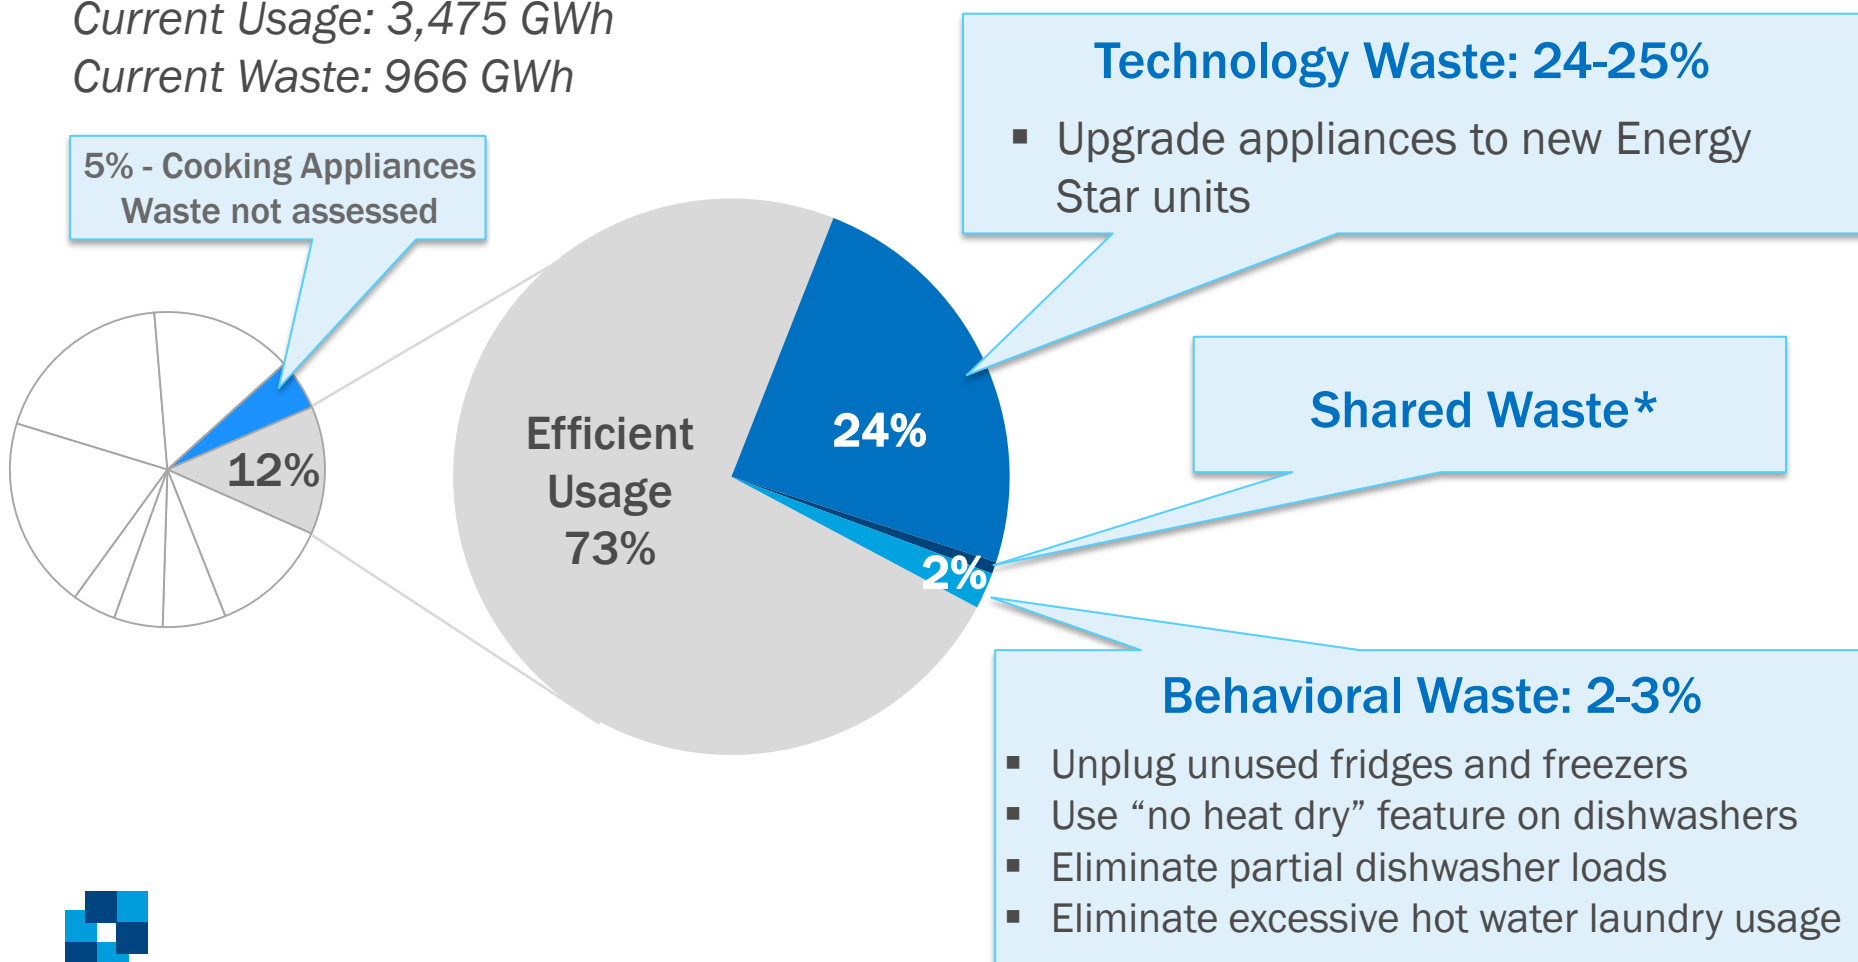 Current Usage: 3,475 GWh
Current Waste: 966 GWh
5% - Cooking Appliances
Waste not assessed
12%
Efficient
Usage
73%
24%
2%
Technology Waste: 24-25%
▪ Upgrade appliances to new Energy
Star units
Shared Waste*
Behavioral Waste: 2-3%
▪ Unplug unused fridges and freezers
▪ Use “no heat dry” feature on dishwashers
▪ Eliminate partial dishwasher loads
▪ Eliminate excessive hot water laundry usage